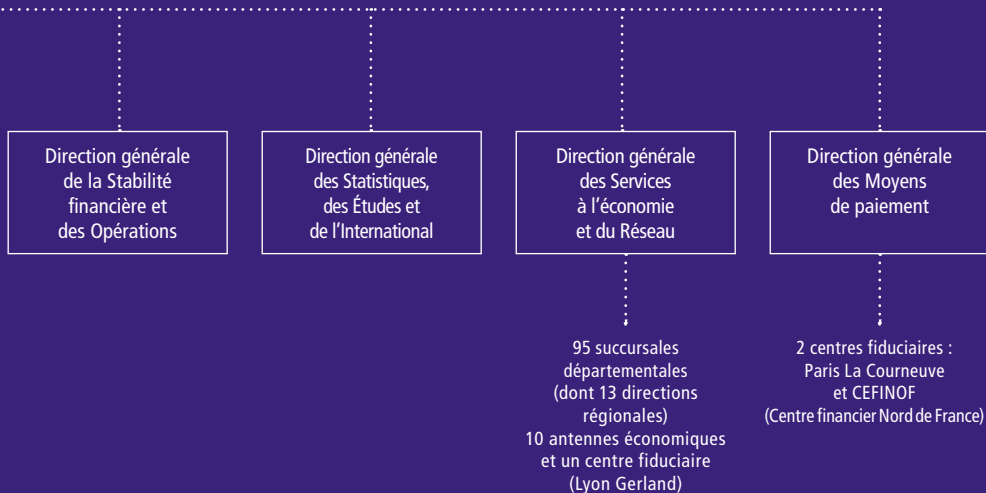 Direction générale
de la Stabilité
financière et
des Opérations
Direction générale
des Statistiques,
des Études et
de l'International
Direction générale
des Services
à l'économie
et du Réseau
Direction générale
des Moyens
de paiement
95 succursales
départementales
(dont 13 directions
régionales)
10 antennes économiques
et un centre fiduciaire
(Lyon Gerland)
2 centres fiduciaires :
Paris La Courneuve
et CEFINOF
(Centre financier Nord de France)